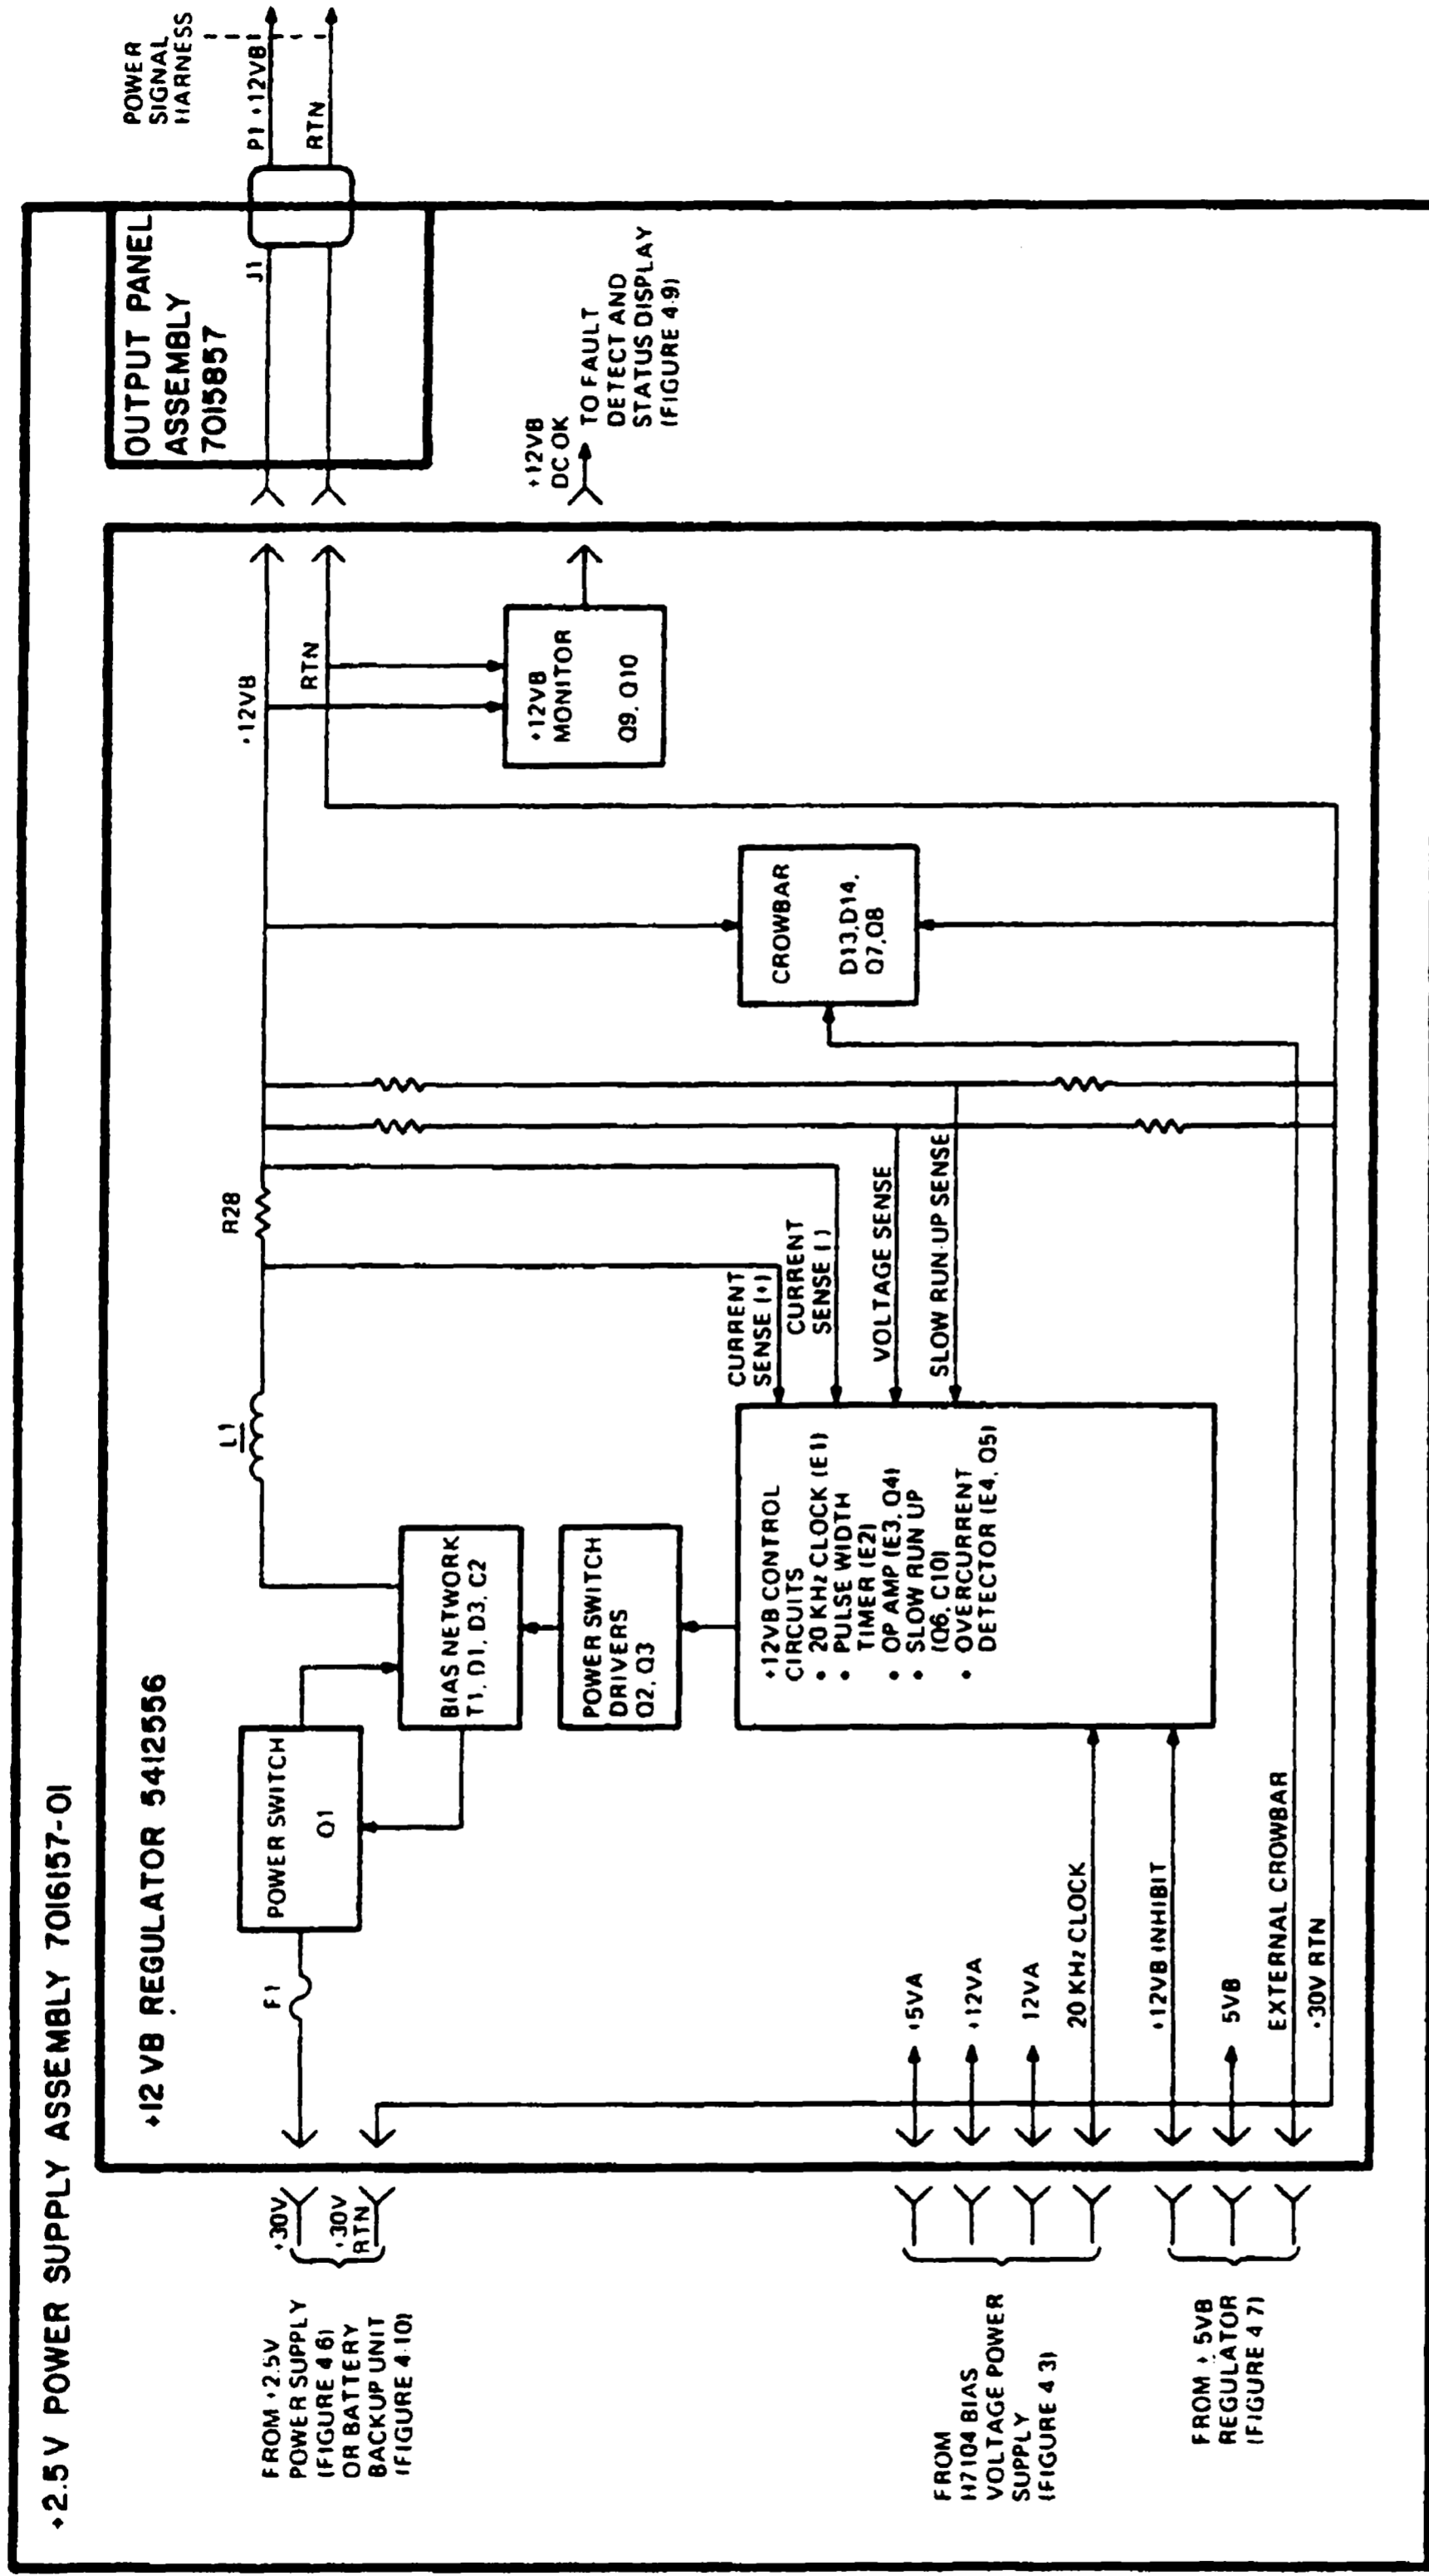 +2.5V POWER SUPPLY ASSEMBLY 7016157-01
+12 VB REGULATOR 5412556
OUTPUT PANEL
ASSEMBLY
7015857
POWER
SIGNAL
HARNESS
P1 +12VB
RTN
J1
FROM +2.5V
POWER SUPPLY
(FIGURE 4 6)
OR BATTERY
BACKUP UNIT
(FIGURE 4-10)
+30V
+30V
RTN
F1
POWER SWITCH
Q1
BIAS NETWORK
T1, D1, D3, C2
POWER SWITCH
DRIVERS
Q2, Q3
L1
R28
+12VB
RTN
+12VB
MONITOR
Q9, Q10
+12VB
DC OK
TO FAULT
DETECT AND
STATUS DISPLAY
(FIGURE 4-9)
CROWBAR
D13,D14,
Q7,Q8
CURRENT
SENSE (+)
CURRENT
SENSE ( )
VOLTAGE SENSE
SLOW RUN-UP SENSE
+12VB CONTROL
CIRCUITS
• 20 KHz CLOCK (E1)
• PULSE WIDTH
TIMER (E2)
• OP AMP (E3, Q4)
• SLOW RUN UP
(Q6, C10)
• OVERCURRENT
DETECTOR (E4, Q5)
FROM
H7104 BIAS
VOLTAGE POWER
SUPPLY
(FIGURE 4 3)
+5VA
+12VA
12VA
20 KHz CLOCK
FROM + 5VB
REGULATOR
(FIGURE 4 7)
+12VB INHIBIT
5VB
EXTERNAL CROWBAR
+30V RTN